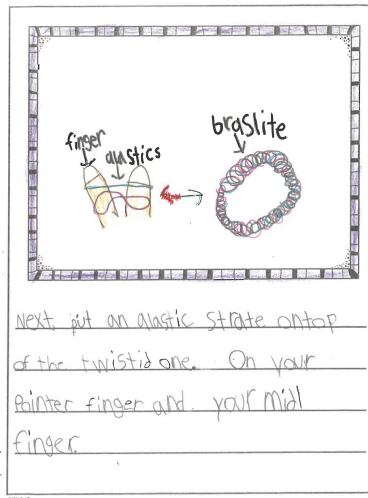 finger
alastics
braslite
Next, put an alastic strate ontop
of the twistid one. On your
Pointer finger and your midl
finger.